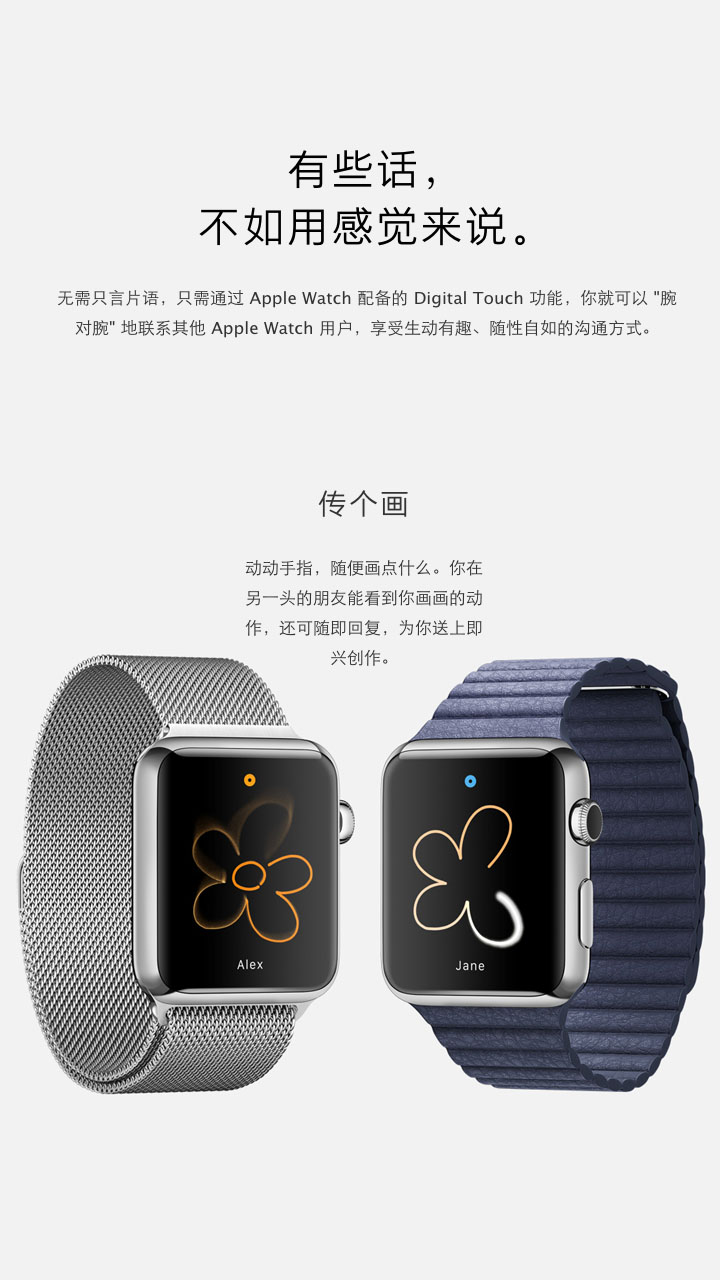 有些话，
不如用感觉来说。
无需只言片语，只需通过 Apple Watch 配备的 Digital Touch 功能，你就可以 "腕
对腕" 地联系其他 Apple Watch 用户，享受生动有趣、随性自如的沟通方式。
传个画
动动手指，随便画点什么。你在
另一头的朋友能看到你画画的动
作，还可随即回复，为你送上即
兴创作。
Alex
Jane